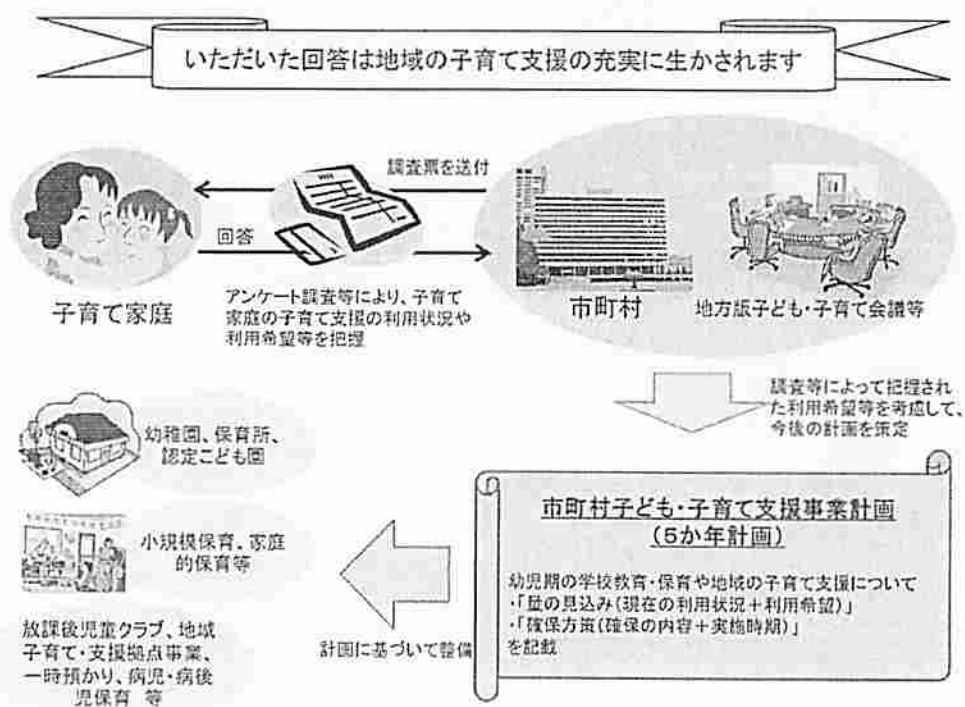 いただいた回答は地域の子育て支援の充実に生かされます
調査票を送付
回答
子育て家庭
アンケート調査等により、子育て
家庭の子育て支援の利用状況や
利用希望等を把握
市町村
地方版子ども・子育て会議等
調査等によって把握され
た利用希望等を考慮して、
今後の計画を策定
市町村子ども・子育て支援事業計画
(5か年計画)
幼児期の学校教育・保育や地域の子育て支援について
・「量の見込み(現在の利用状況+利用希望)」
・「確保方策(確保の内容+実施時期)」
を記載
計画に基づいて整備
幼稚園、保育所、
認定こども園
小規模保育、家庭
的保育等
放課後児童クラブ、地域
子育て・支援拠点事業、
一時預かり、病児・病後
児保育 等